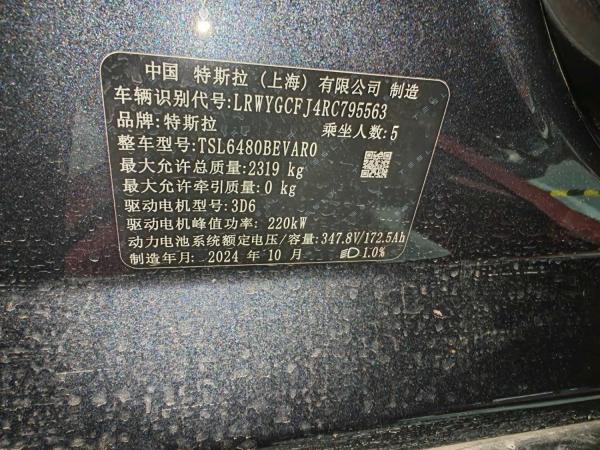 中国 特斯拉（上海）有限公司 制造
车辆识别代号:LRWYGCFJ4RC795563
品牌:特斯拉 乘坐人数:5
整车型号:TSL6480BEVAR0
最大允许总质量:2319 kg
最大允许牵引质量:0 kg
驱动电机型号:3D6
驱动电机峰值功率: 220kW
动力电池系统额定电压/容量:347.8V/172.5Ah
制造年月: 2024 年 10 月 1.0%